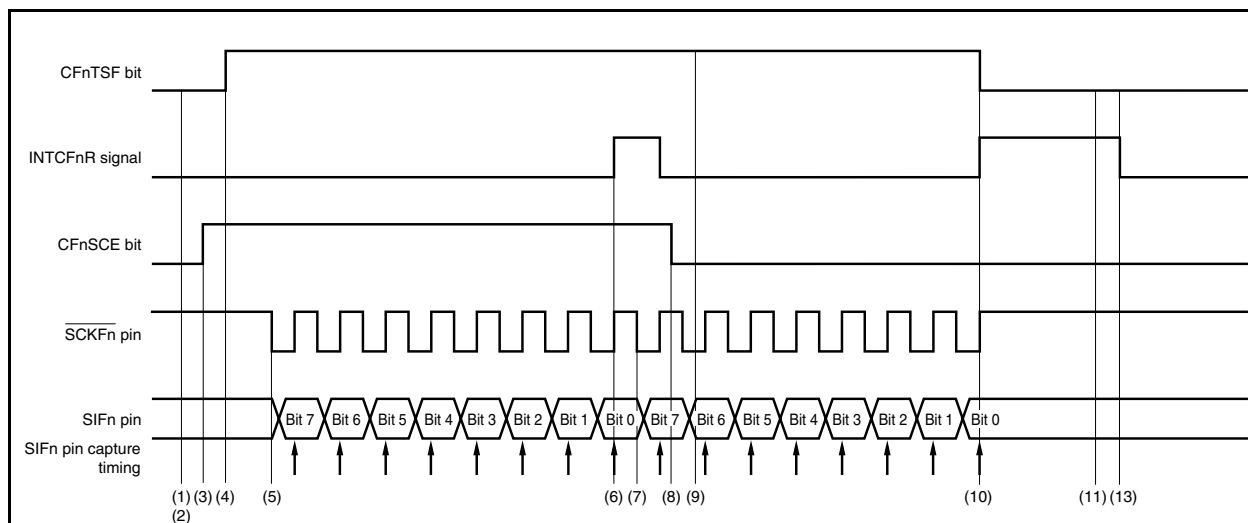 CFnTSF bit
INTCFnR signal
CFnSCE bit
SCKFn pin
SIFn pin
Bit 7 Bit 6 Bit 5 Bit 4 Bit 3 Bit 2 Bit 1 Bit 0 Bit 7 Bit 6 Bit 5 Bit 4 Bit 3 Bit 2 Bit 1 Bit 0
SIFn pin capture
timing
(1) (3) (4) (5) (6) (7) (8) (9) (10) (11) (13)
(2)